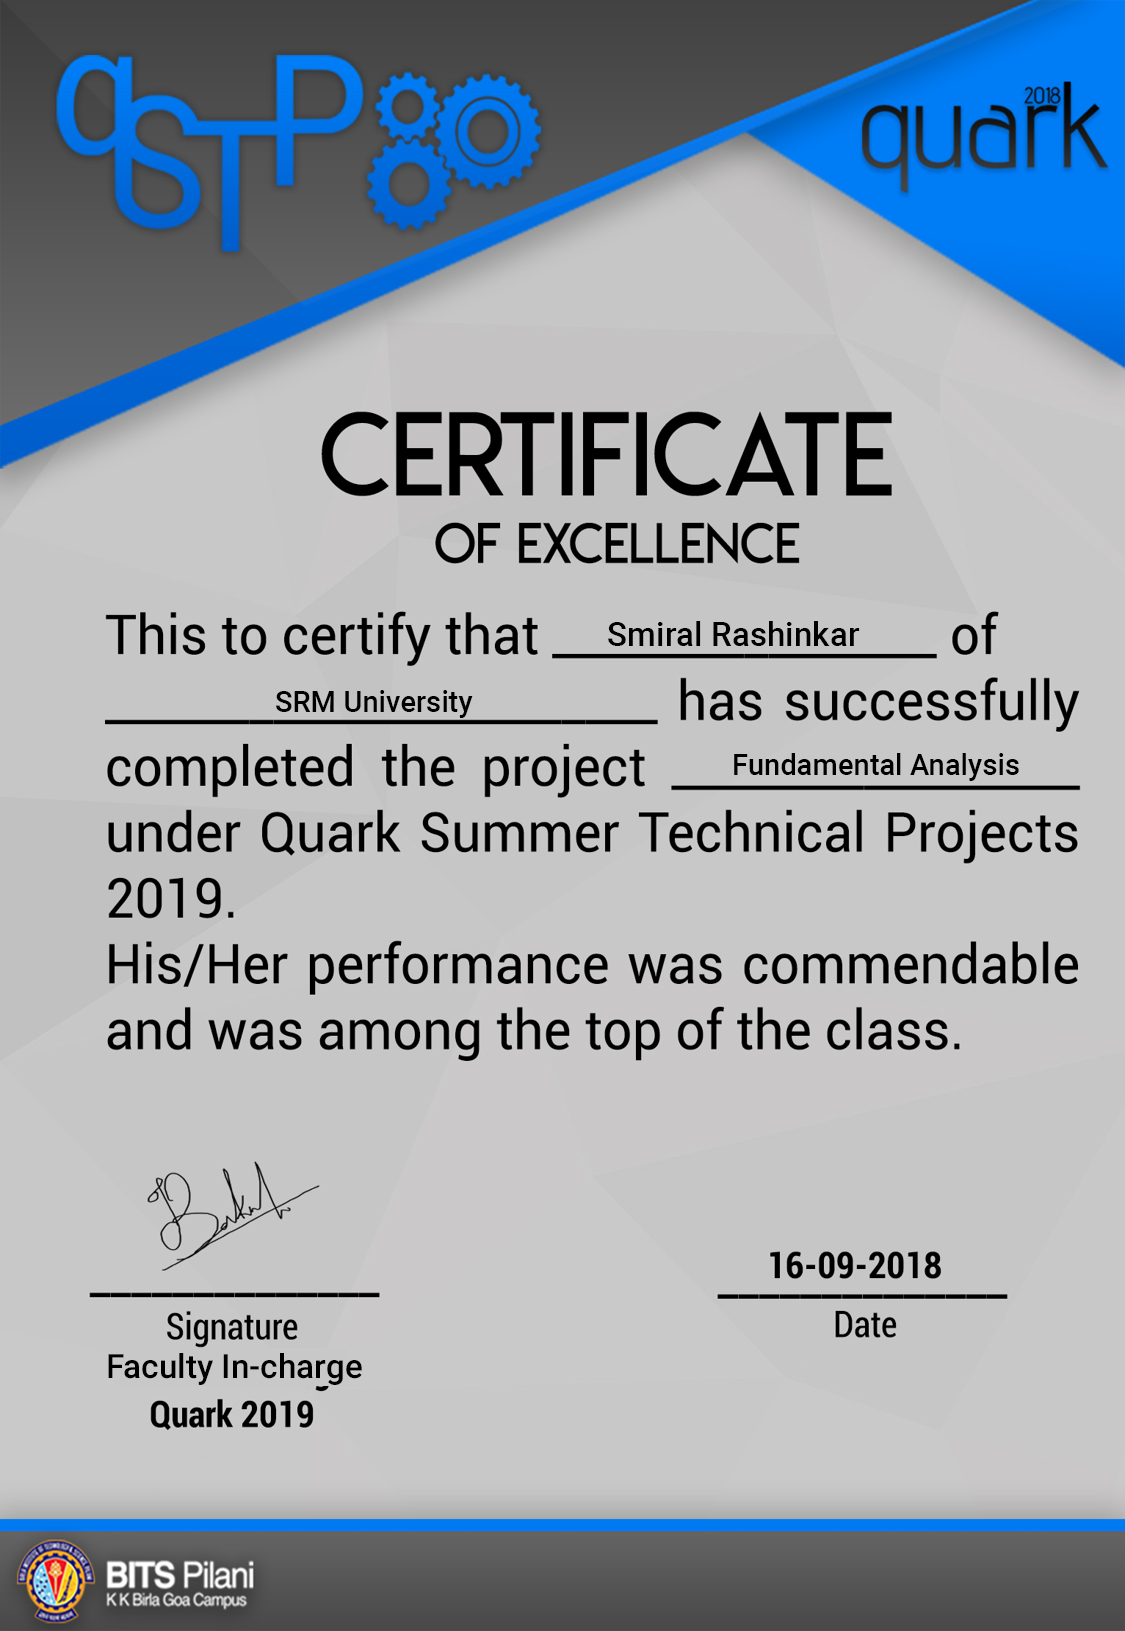 qSTP
2018
quark
CERTIFICATE
OF EXCELLENCE
This to certify that Smiral Rashinkar of
SRM University has successfully
completed the project Fundamental Analysis
under Quark Summer Technical Projects
2019.
His/Her performance was commendable
and was among the top of the class.
16-09-2018
Signature
Date
Faculty In-charge
Quark 2019
BITS Pilani
K K Birla Goa Campus